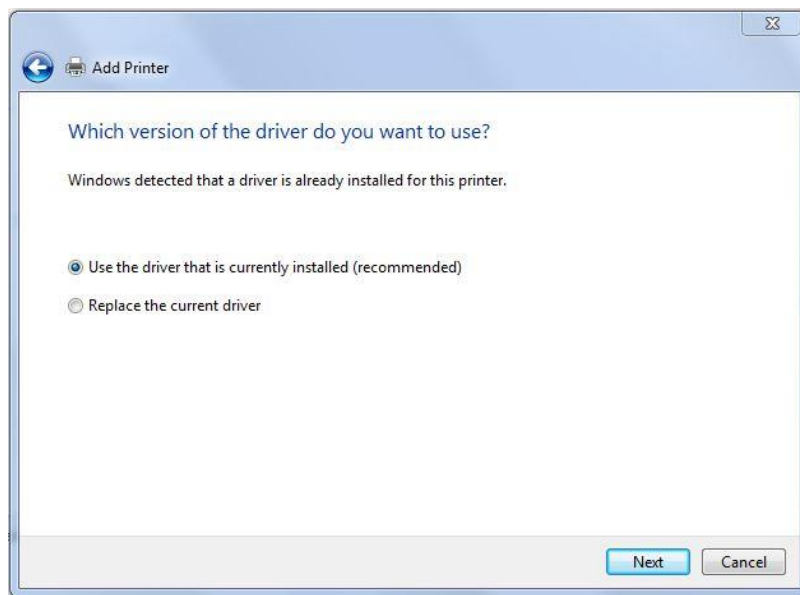 Add Printer
Which version of the driver do you want to use?
Windows detected that a driver is already installed for this printer.
Use the driver that is currently installed (recommended)
Replace the current driver
Next Cancel